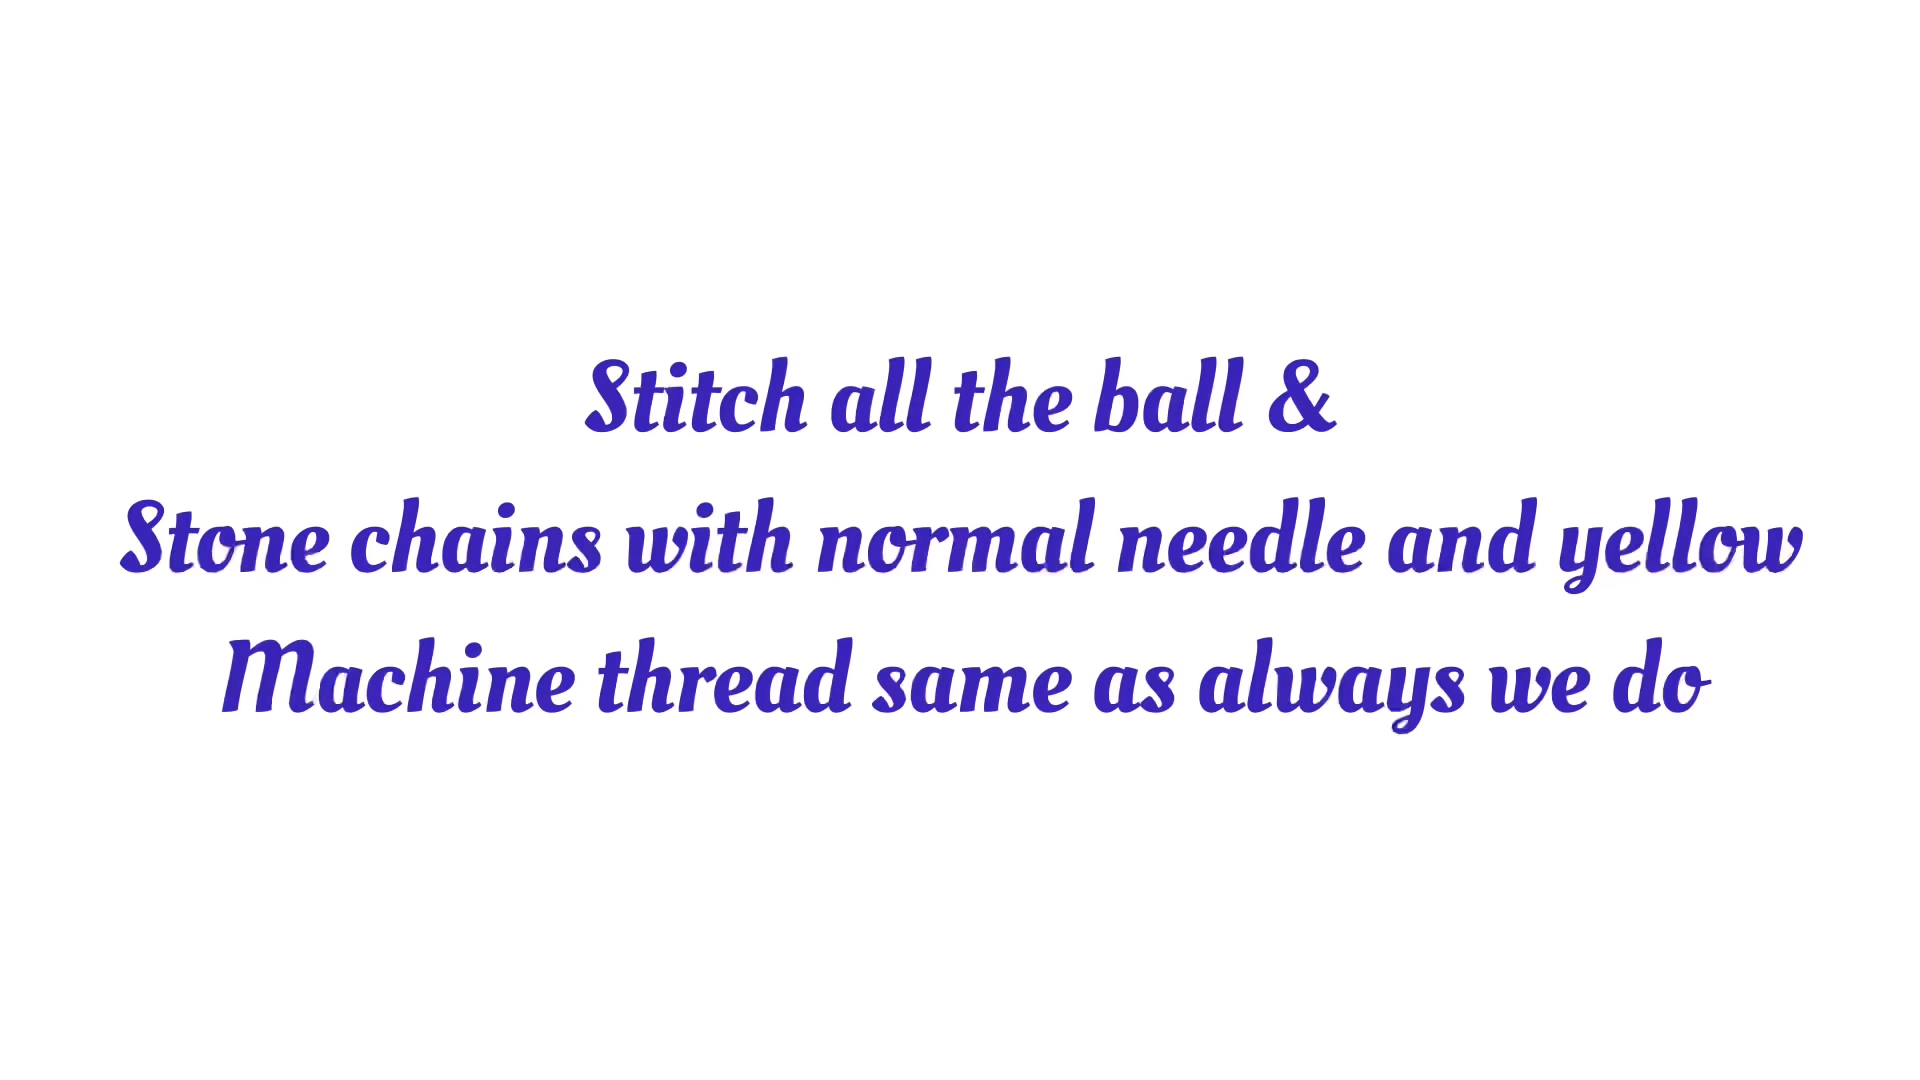 Stitch all the ball &
Stone chains with normal needle and yellow
Machine thread same as always we do